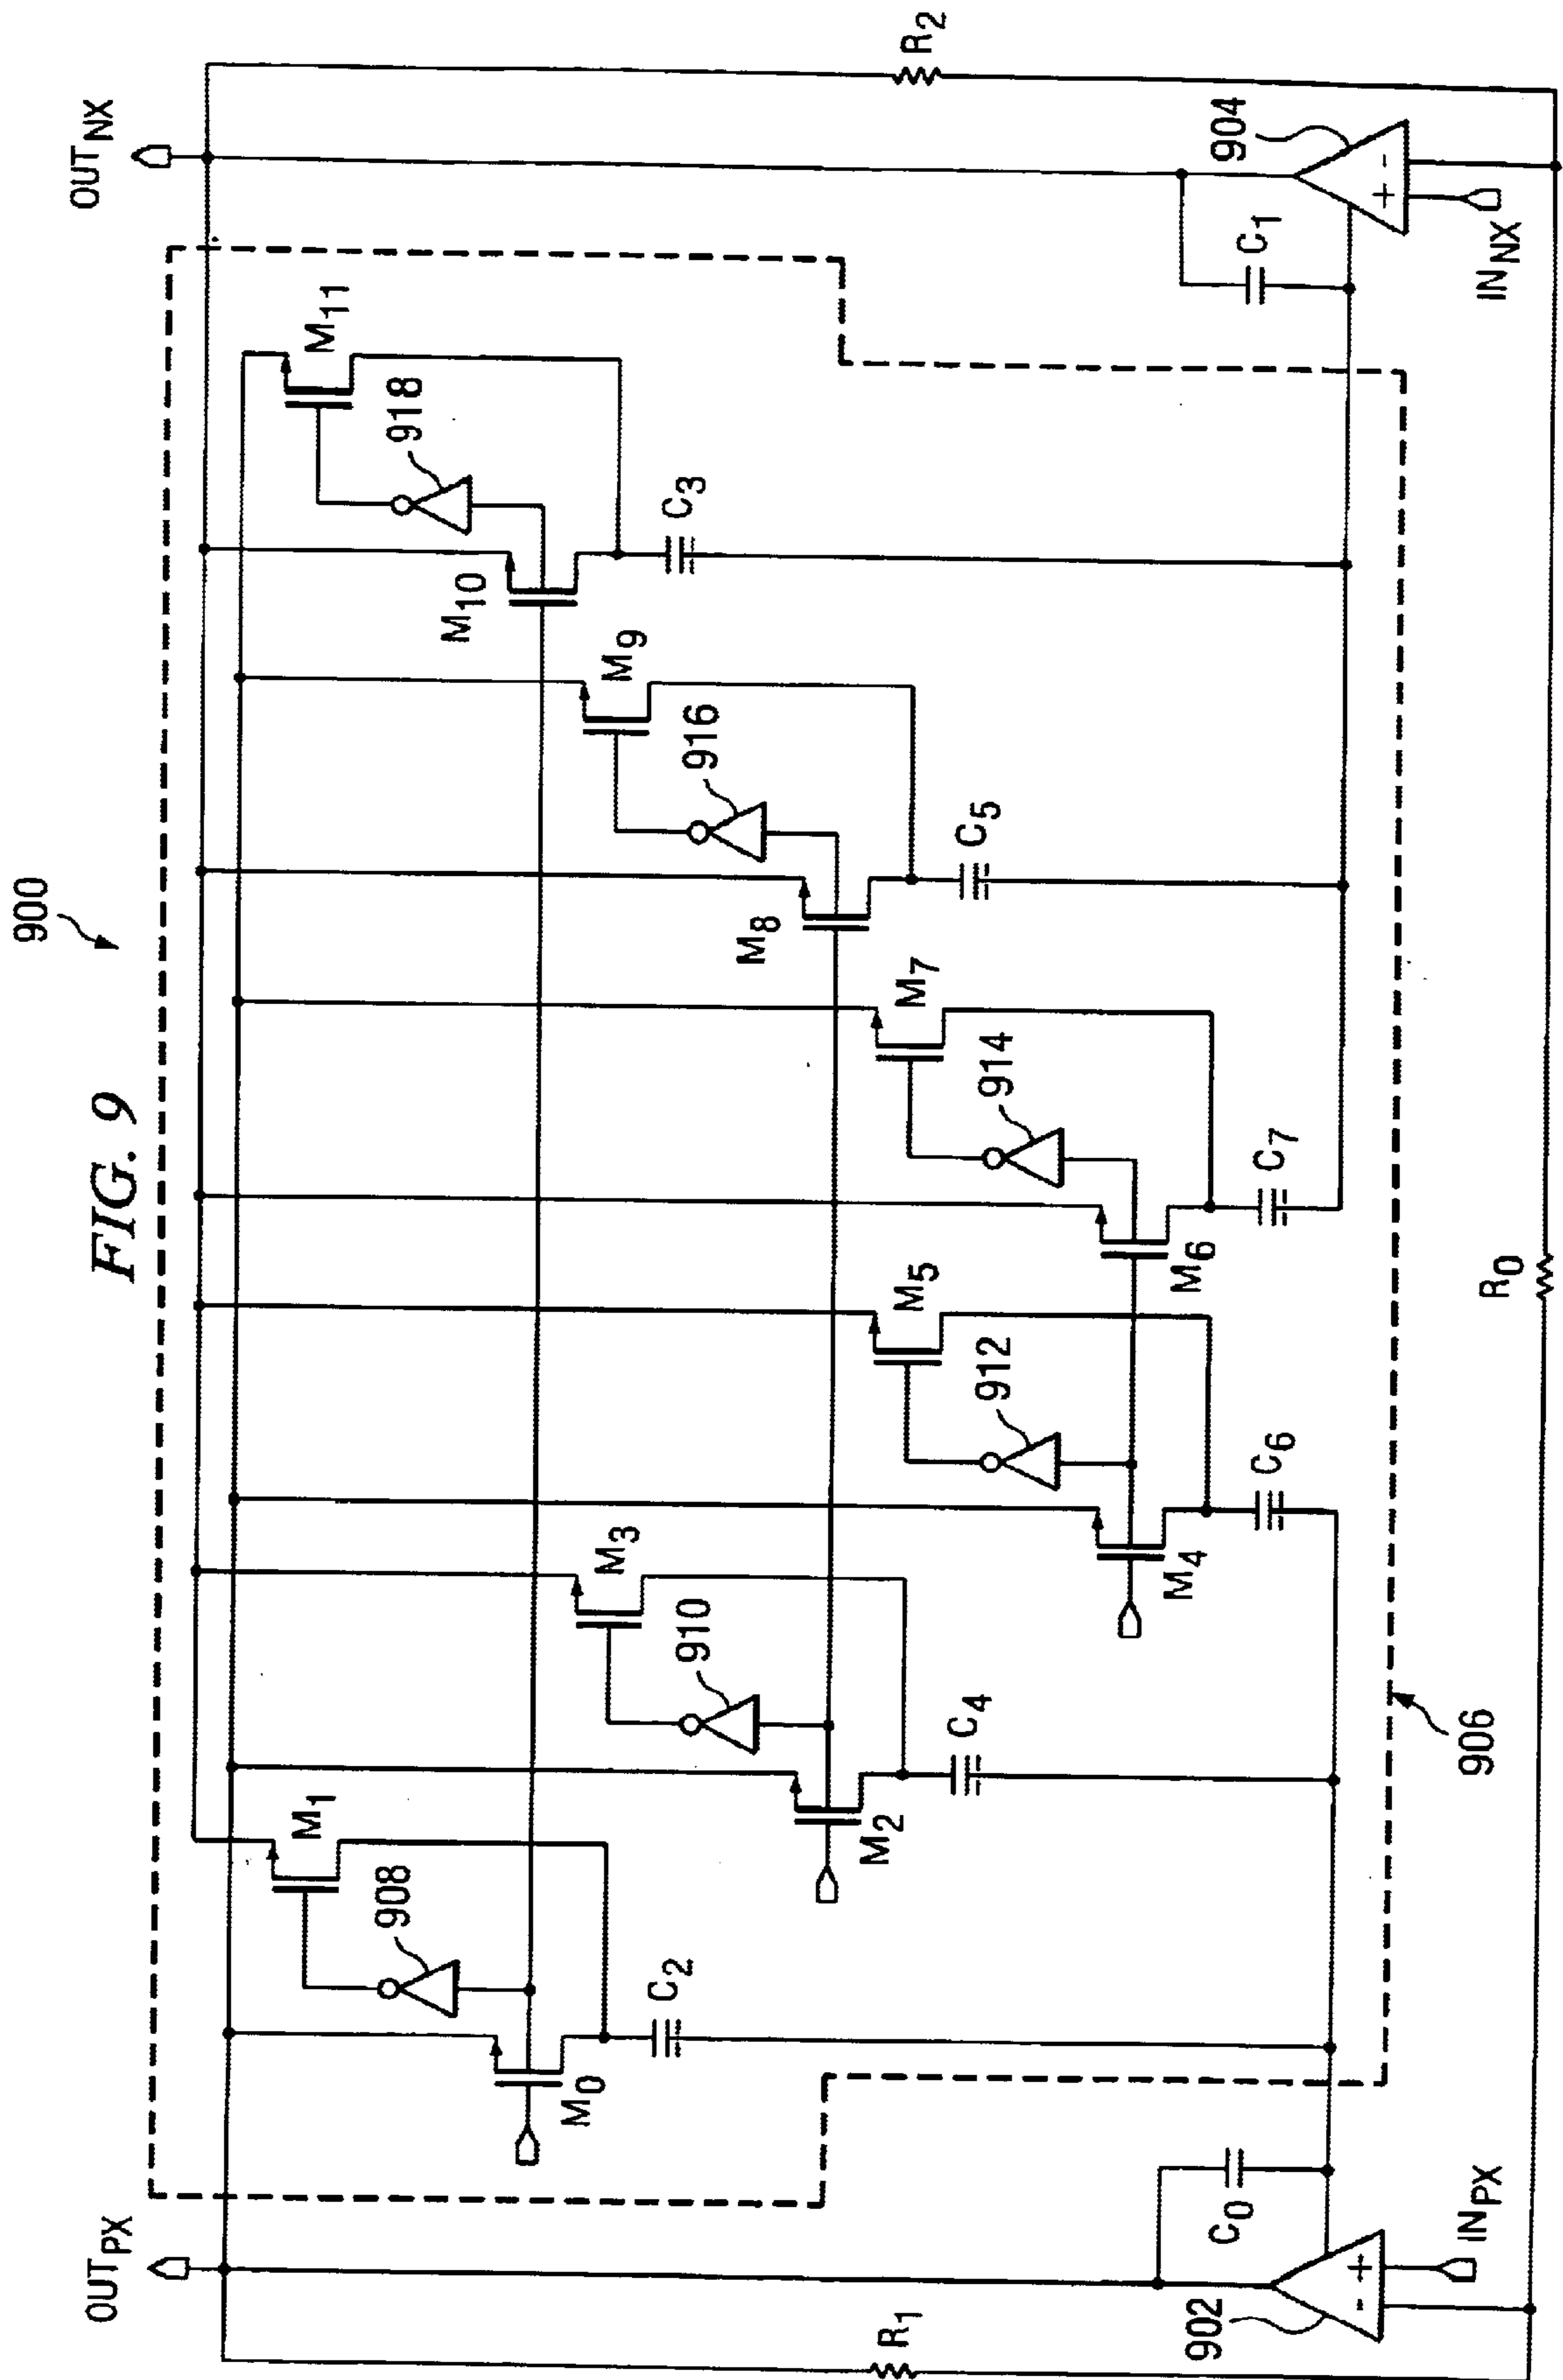 FIG. 9
900
OUT_PX
OUT_NX
R_1
R_2
M_1
908
M_0
C_2
M_3
910
M_2
C_4
M_5
912
M_4
C_6
M_7
914
M_6
C_7
M_9
916
M_8
C_5
M_11
918
M_10
C_3
C_0
C_1
902
- +
IN_PX
904
+ -
IN_NX
906
R_0